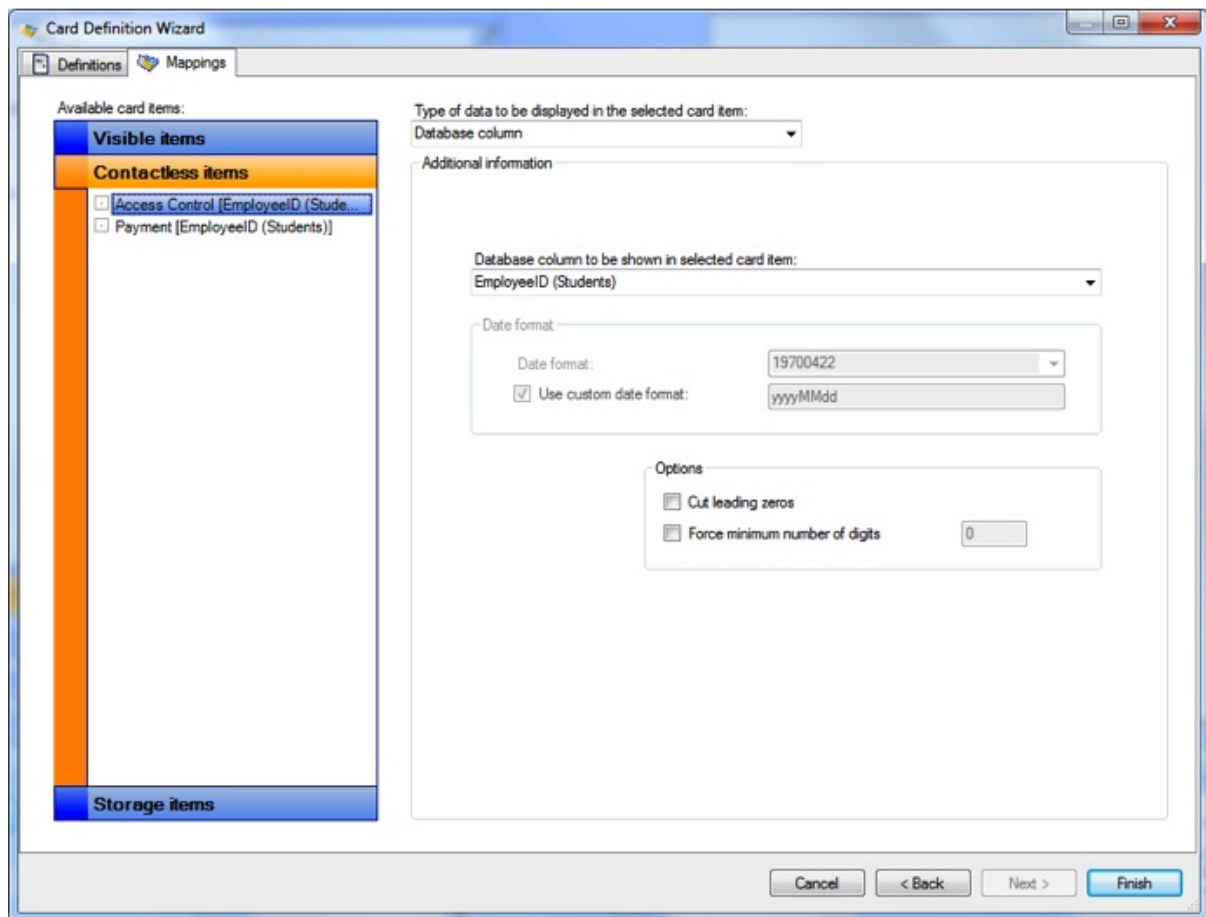 Card Definition Wizard
Definitions
Mappings
Available card items:
Visible items
Contactless items
Access Control [EmployeeID (Stude...
Payment [EmployeeID (Students)]
Storage items
Type of data to be displayed in the selected card item:
Database column
Additional information
Database column to be shown in selected card item:
EmployeeID (Students)
Date format
Date format: 19700422
Use custom date format: yyyyMMdd
Options
Cut leading zeros
Force minimum number of digits 0
Cancel < Back Next > Finish